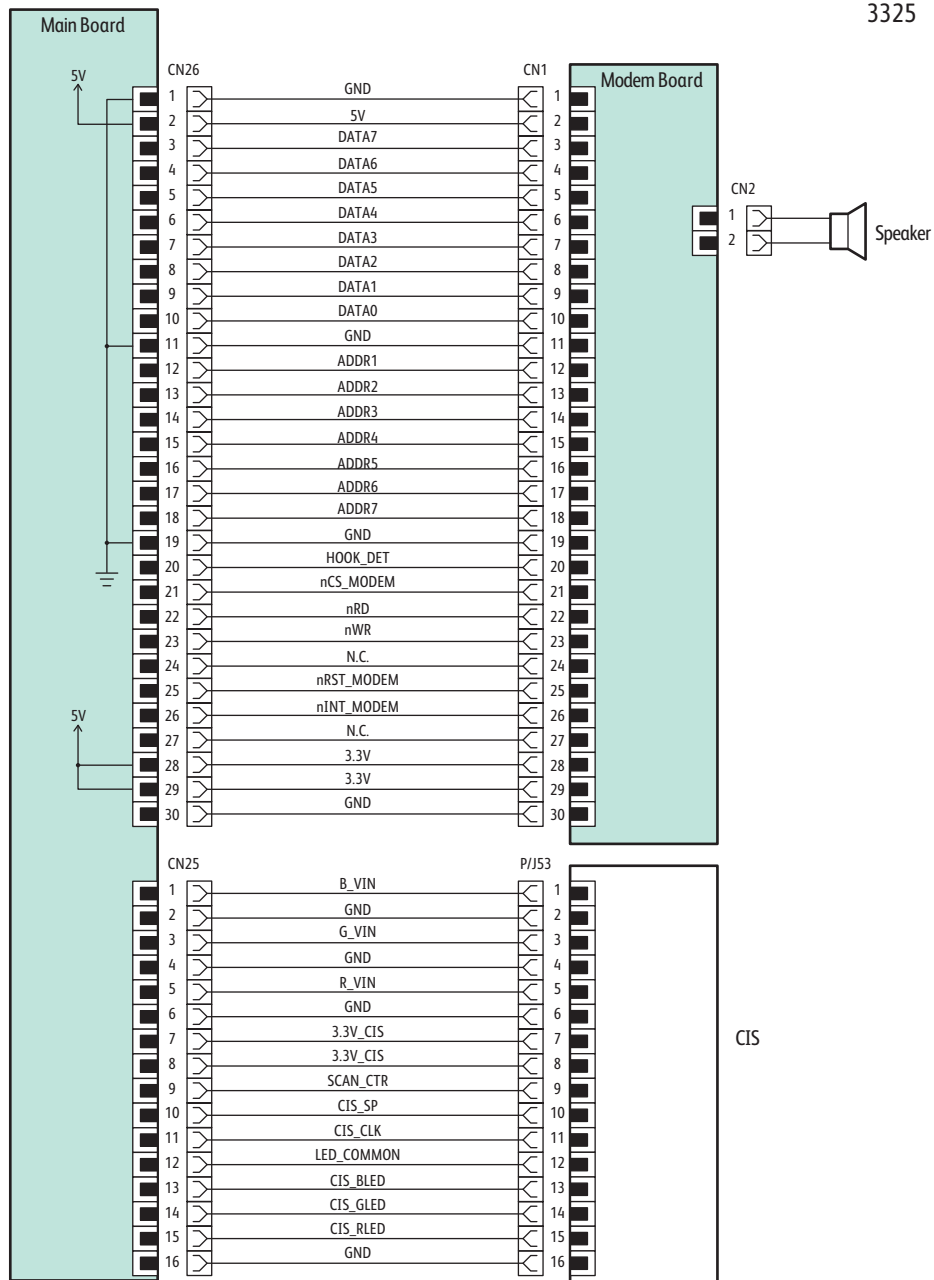 3325
Main Board
5V
CN26
CN1
Modem Board
1 GND 1
2 5V 2
3 DATA7 3
4 DATA6 4
5 DATA5 5
6 DATA4 6
7 DATA3 7
8 DATA2 8
9 DATA1 9
10 DATA0 10
11 GND 11
12 ADDR1 12
13 ADDR2 13
14 ADDR3 14
15 ADDR4 15
16 ADDR5 16
17 ADDR6 17
18 ADDR7 18
19 GND 19
20 HOOK_DET 20
21 nCS_MODEM 21
22 nRD 22
23 nWR 23
24 N.C. 24
25 nRST_MODEM 25
26 nINT_MODEM 26
27 N.C. 27
28 3.3V 28
29 3.3V 29
30 GND 30
5V
CN2
1
2
Speaker
CN25
P/J53
1 B_VIN 1
2 GND 2
3 G_VIN 3
4 GND 4
5 R_VIN 5
6 GND 6
7 3.3V_CIS 7
8 3.3V_CIS 8
9 SCAN_CTR 9
10 CIS_SP 10
11 CIS_CLK 11
12 LED_COMMON 12
13 CIS_BLED 13
14 CIS_GLED 14
15 CIS_RLED 15
16 GND 16
CIS